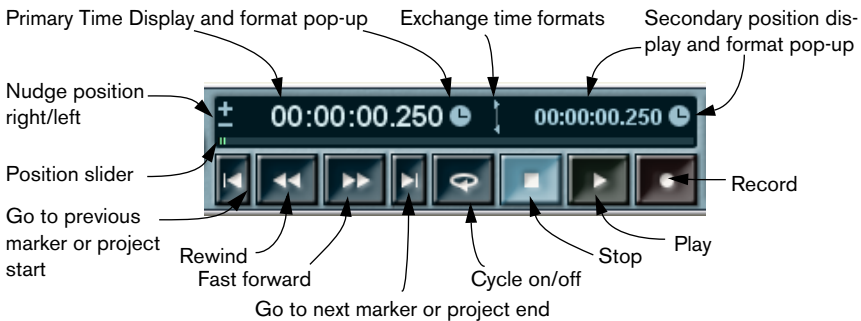 Primary Time Display and format pop-up
Exchange time formats
Secondary position dis-
play and format pop-up
Nudge position
right/left
00:00:00.250
00:00:00.250
Position slider
Go to previous
marker or project
start
Rewind
Fast forward
Go to next marker or project end
Cycle on/off
Stop
Play
Record